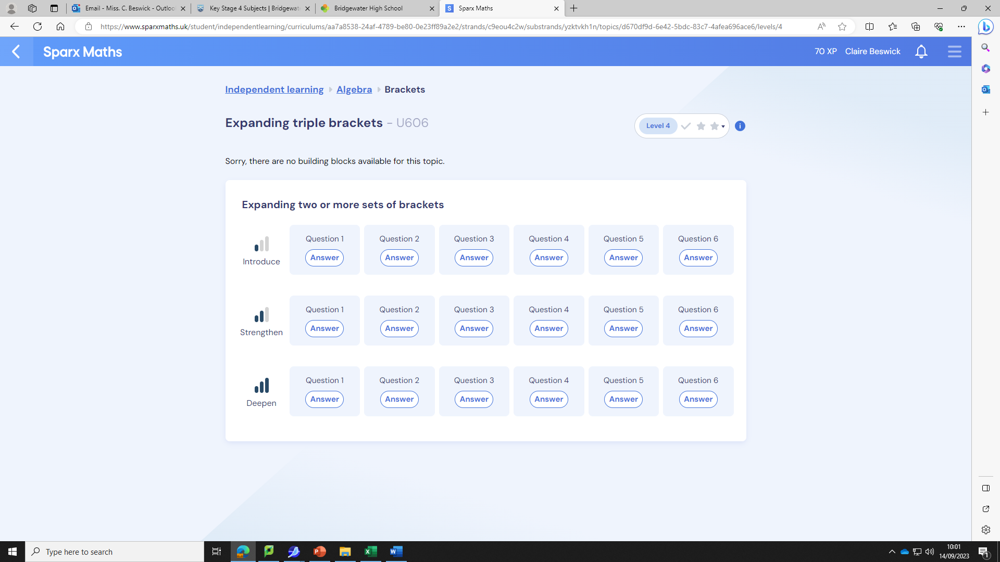 Email - Miss. C. Beswick - Outloo
Key Stage 4 Subjects | Bridgewate
Bridgewater High School
Sparx Maths
https://www.sparxmaths.uk/student/independentlearning/curriculums/aa7a8538-24af-4789-be80-0e23ff89a2e2/strands/c9eou4c2w/substrands/yzktvkh1n/topics/d670df9d-6e42-5bdc-83c7-4afea696ace6/levels/4
Sparx Maths
70 XP Claire Beswick
Independent learning Algebra Brackets
Expanding triple brackets - U606
Level 4
Sorry, there are no building blocks available for this topic.
Expanding two or more sets of brackets
Introduce
Question 1 Question 2 Question 3 Question 4 Question 5 Question 6
Answer Answer Answer Answer Answer Answer
Strengthen
Question 1 Question 2 Question 3 Question 4 Question 5 Question 6
Answer Answer Answer Answer Answer Answer
Deepen
Question 1 Question 2 Question 3 Question 4 Question 5 Question 6
Answer Answer Answer Answer Answer Answer
Type here to search
10:01
14/09/2023
1